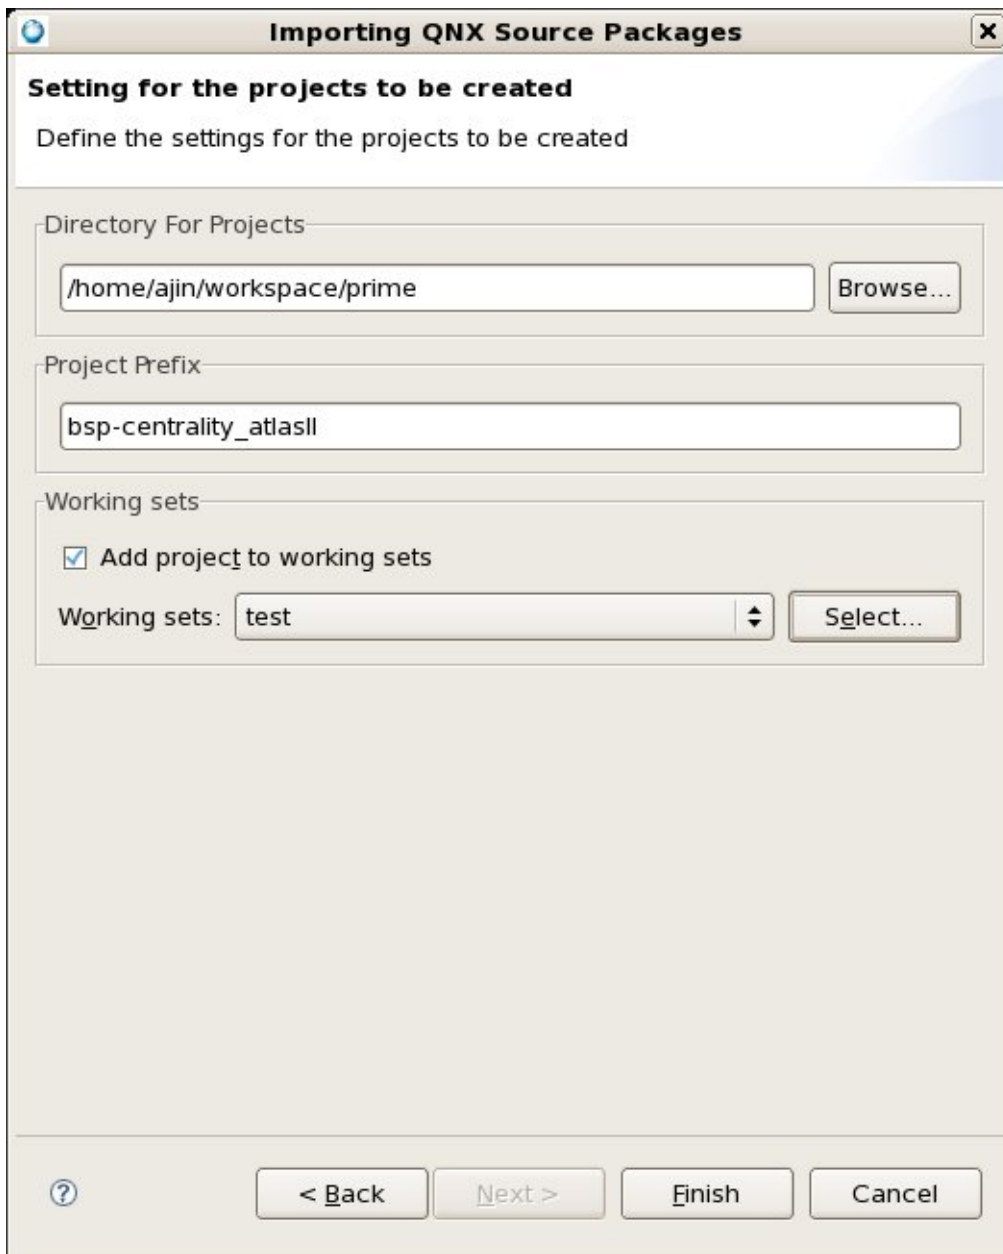 Importing QNX Source Packages
Setting for the projects to be created
Define the settings for the projects to be created
Directory For Projects
/home/ajin/workspace/prime Browse...
Project Prefix
bsp-centrality_atlasII
Working sets
Add project to working sets
Working sets: test Select...
< Back Next > Finish Cancel